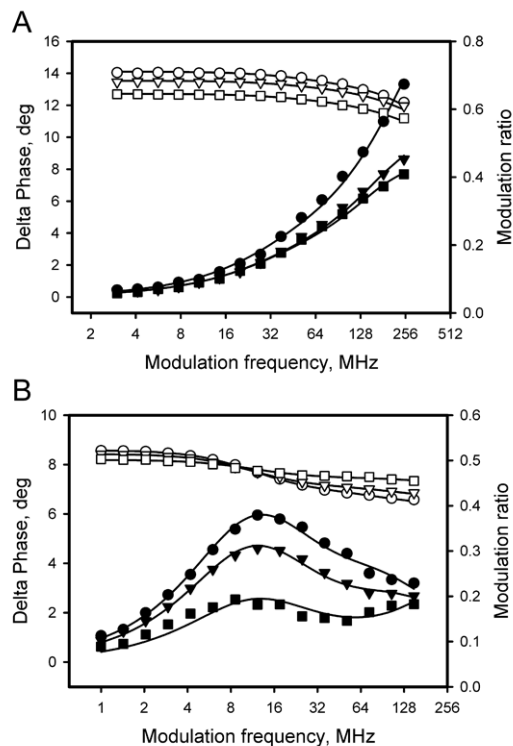 A
16
14
12
10
8
6
4
2
0
Delta Phase, deg
0.8
0.6
0.4
0.2
0.0
Modulation ratio
2 4 8 16 32 64 128 256 512
Modulation frequency, MHz
B
10
8
6
4
2
0
Delta Phase, deg
0.6
0.5
0.4
0.3
0.2
0.1
0.0
Modulation ratio
1 2 4 8 16 32 64 128 256
Modulation frequency, MHz